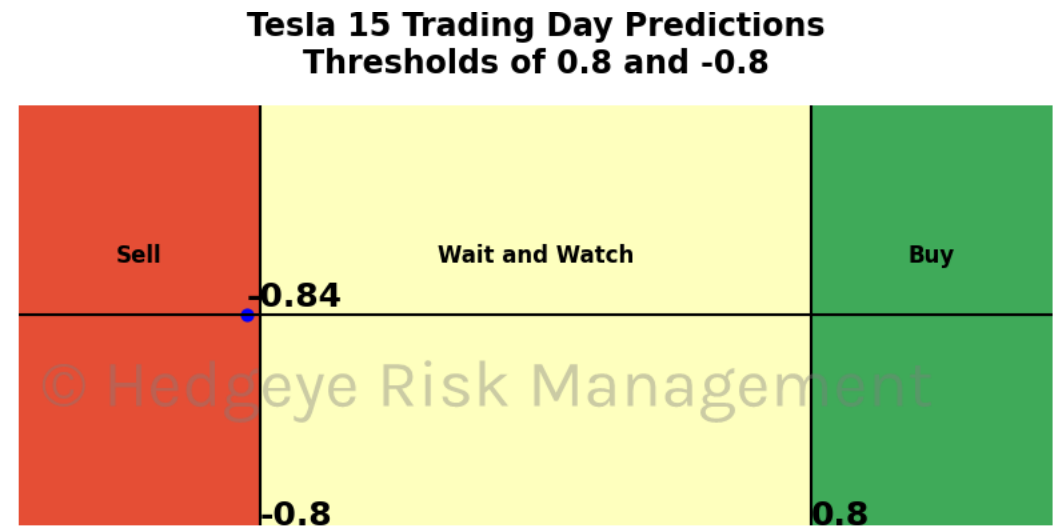 Tesla 15 Trading Day Predictions
Thresholds of 0.8 and -0.8
Sell
Wait and Watch
Buy
-0.84
© Hedgeye Risk Management
-0.8
0.8